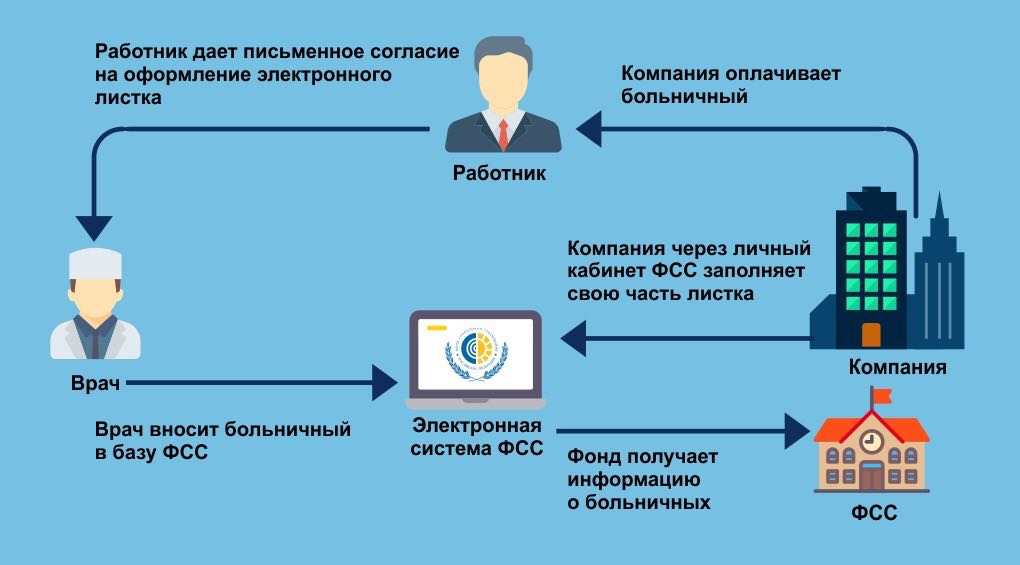 Работник дает письменное согласие
на оформление электронного
листка
Компания оплачивает
больничный
Работник
Компания через личный
кабинет ФСС заполняет
свою часть листка
Компания
Врач
Врач вносит больничный
в базу ФСС
Электронная
система ФСС
Фонд получает
информацию
о больничных
ФСС